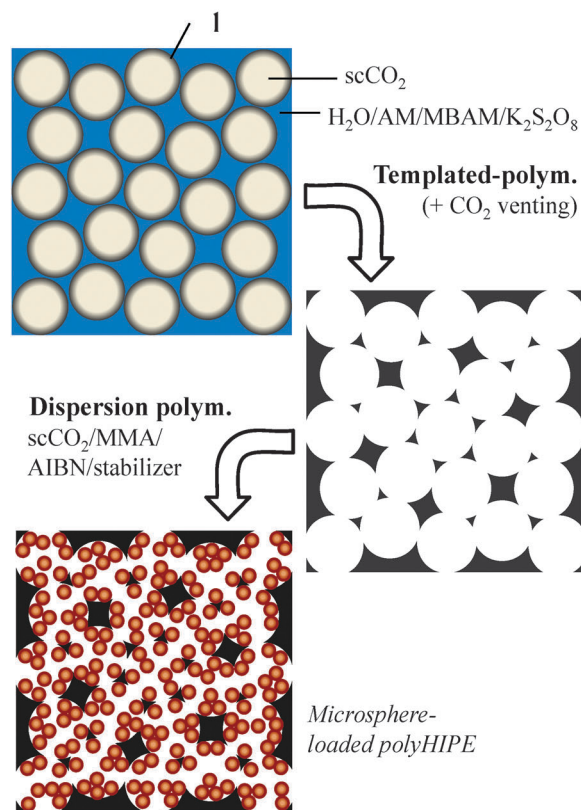 1
scCO₂
H₂O/AM/MBAM/K₂S₂O₈
Templated-polym.
(+ CO₂ venting)
Dispersion polym.
scCO₂/MMA/
AIBN/stabilizer
Microsphere-
loaded polyHIPE